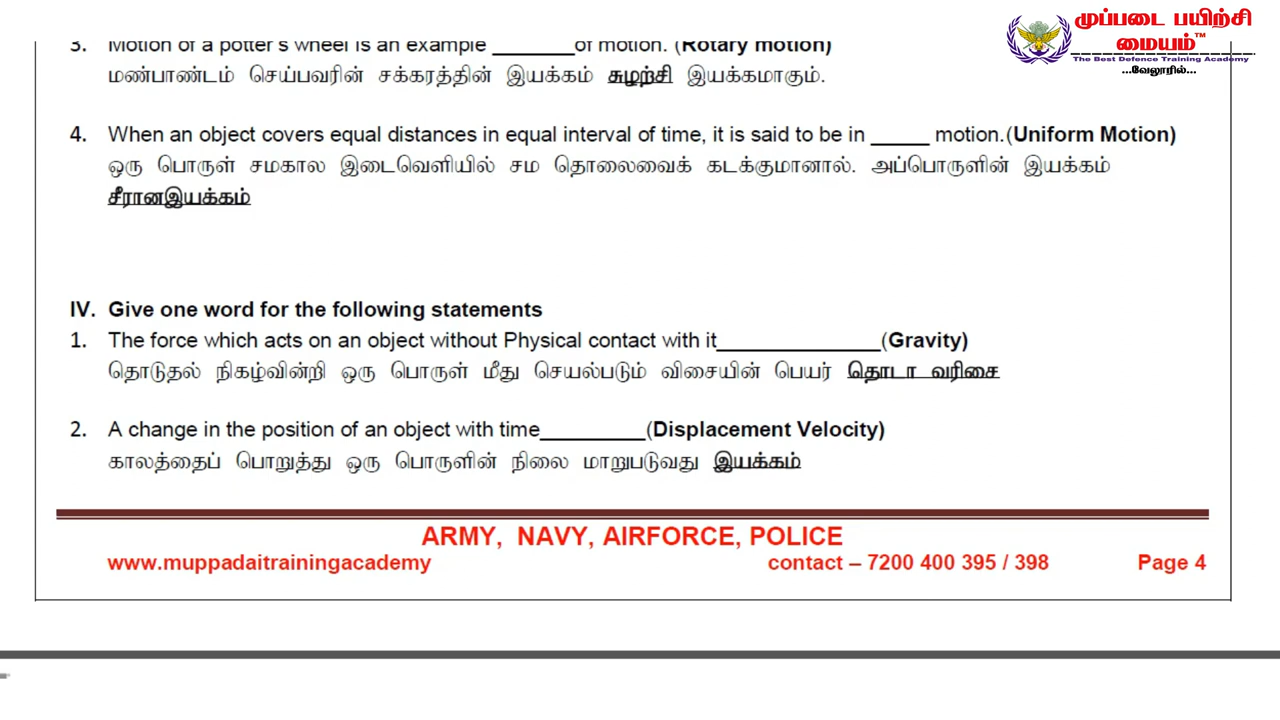 முப்படை பயிற்சி
மையம்™
The Best Defence Training Academy
...வேலூரில்...
3. Motion of a potter's wheel is an example _______of motion. (Rotary motion)
மண்பாண்டம் செய்பவரின் சக்கரத்தின் இயக்கம் சுழற்சி இயக்கமாகும்.
4. When an object covers equal distances in equal interval of time, it is said to be in _____ motion.(Uniform Motion)
ஒரு பொருள் சமகால இடைவெளியில் சம தொலைவைக் கடக்குமானால். அப்பொருளின் இயக்கம்
சீரானஇயக்கம்
IV. Give one word for the following statements
1. The force which acts on an object without Physical contact with it______________(Gravity)
தொடுதல் நிகழ்வின்றி ஒரு பொருள் மீது செயல்படும் விசையின் பெயர் தொடா வரிசை
2. A change in the position of an object with time_________(Displacement Velocity)
காலத்தைப் பொறுத்து ஒரு பொருளின் நிலை மாறுபடுவது இயக்கம்
ARMY, NAVY, AIRFORCE, POLICE
www.muppadaitrainingacademy contact – 7200 400 395 / 398 Page 4